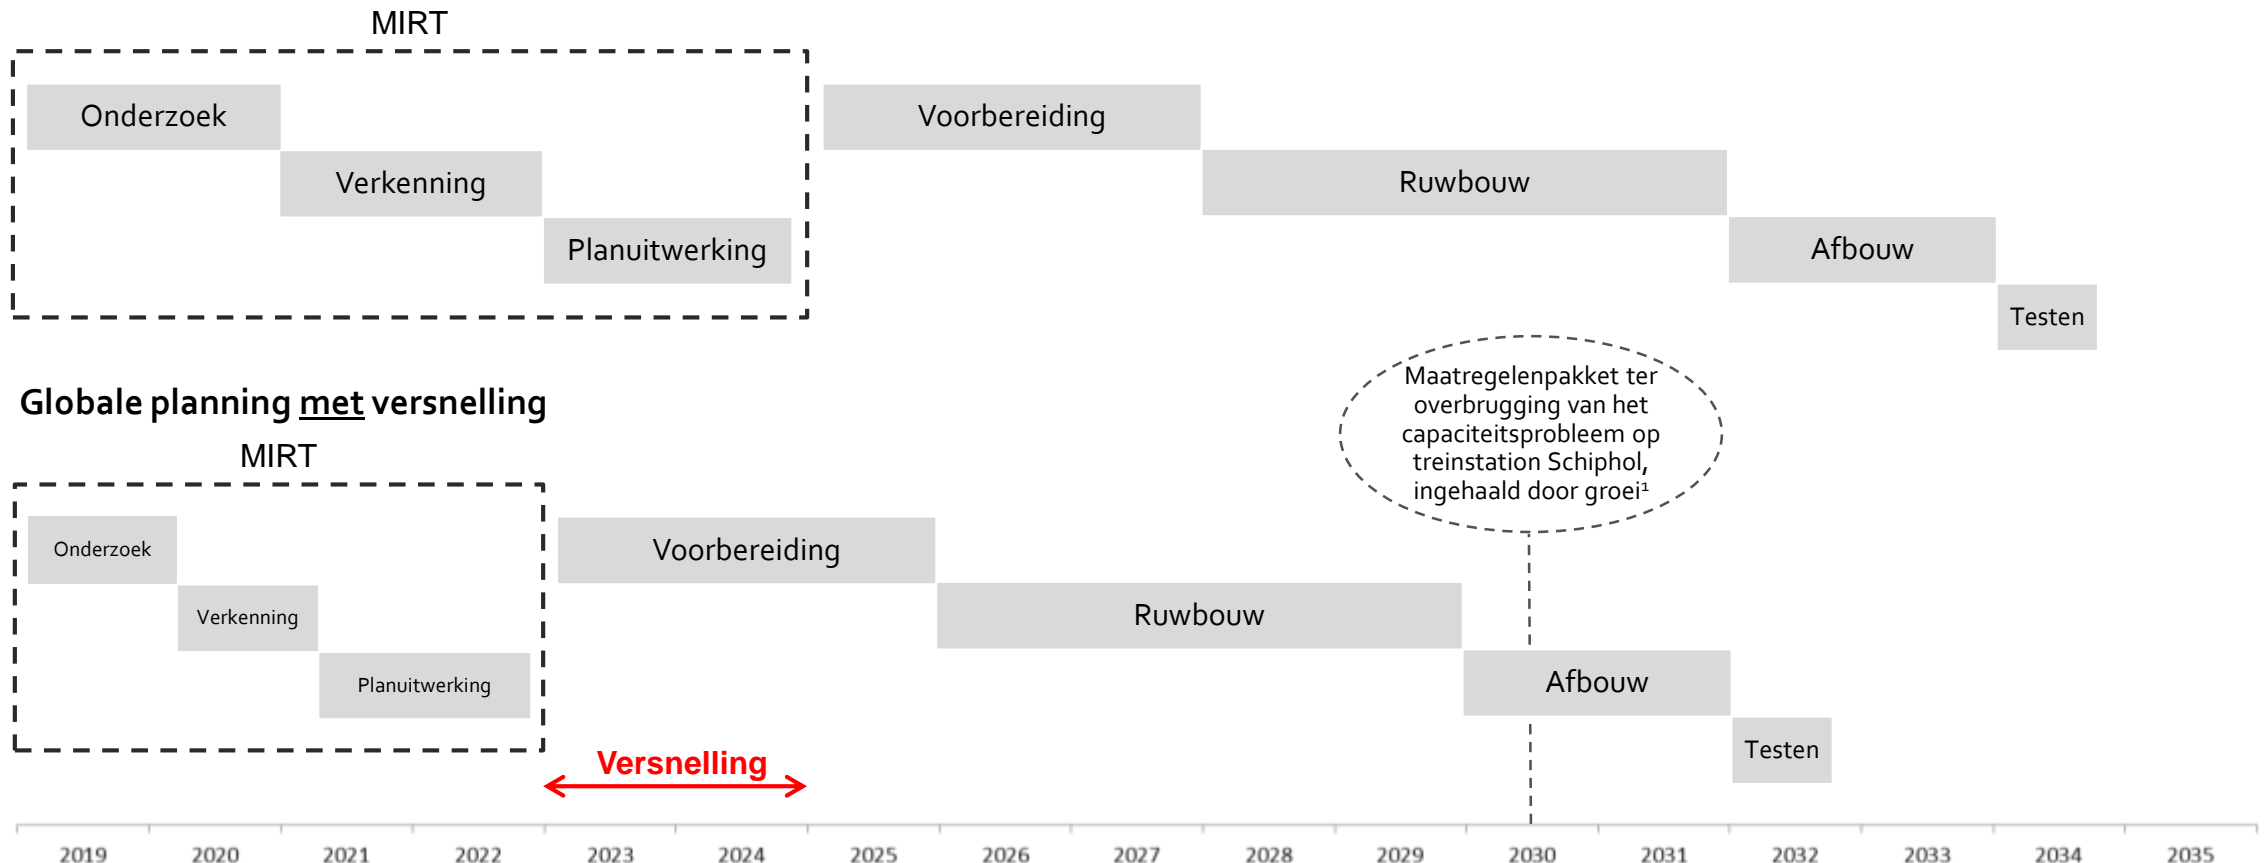 MIRT
Onderzoek
Voorbereiding
Verkenning
Ruwbouw
Planuitwerking
Afbouw
Testen
Maatregelenpakket ter
overbrugging van het
capaciteitsprobleem op
treinstation Schiphol,
ingehaald door groei¹
Globale planning met versnelling
MIRT
Onderzoek
Voorbereiding
Verkenning
Ruwbouw
Planuitwerking
Afbouw
Testen
Versnelling
2019 2020 2021 2022 2023 2024 2025 2026 2027 2028 2029 2030 2031 2032 2033 2034 2035